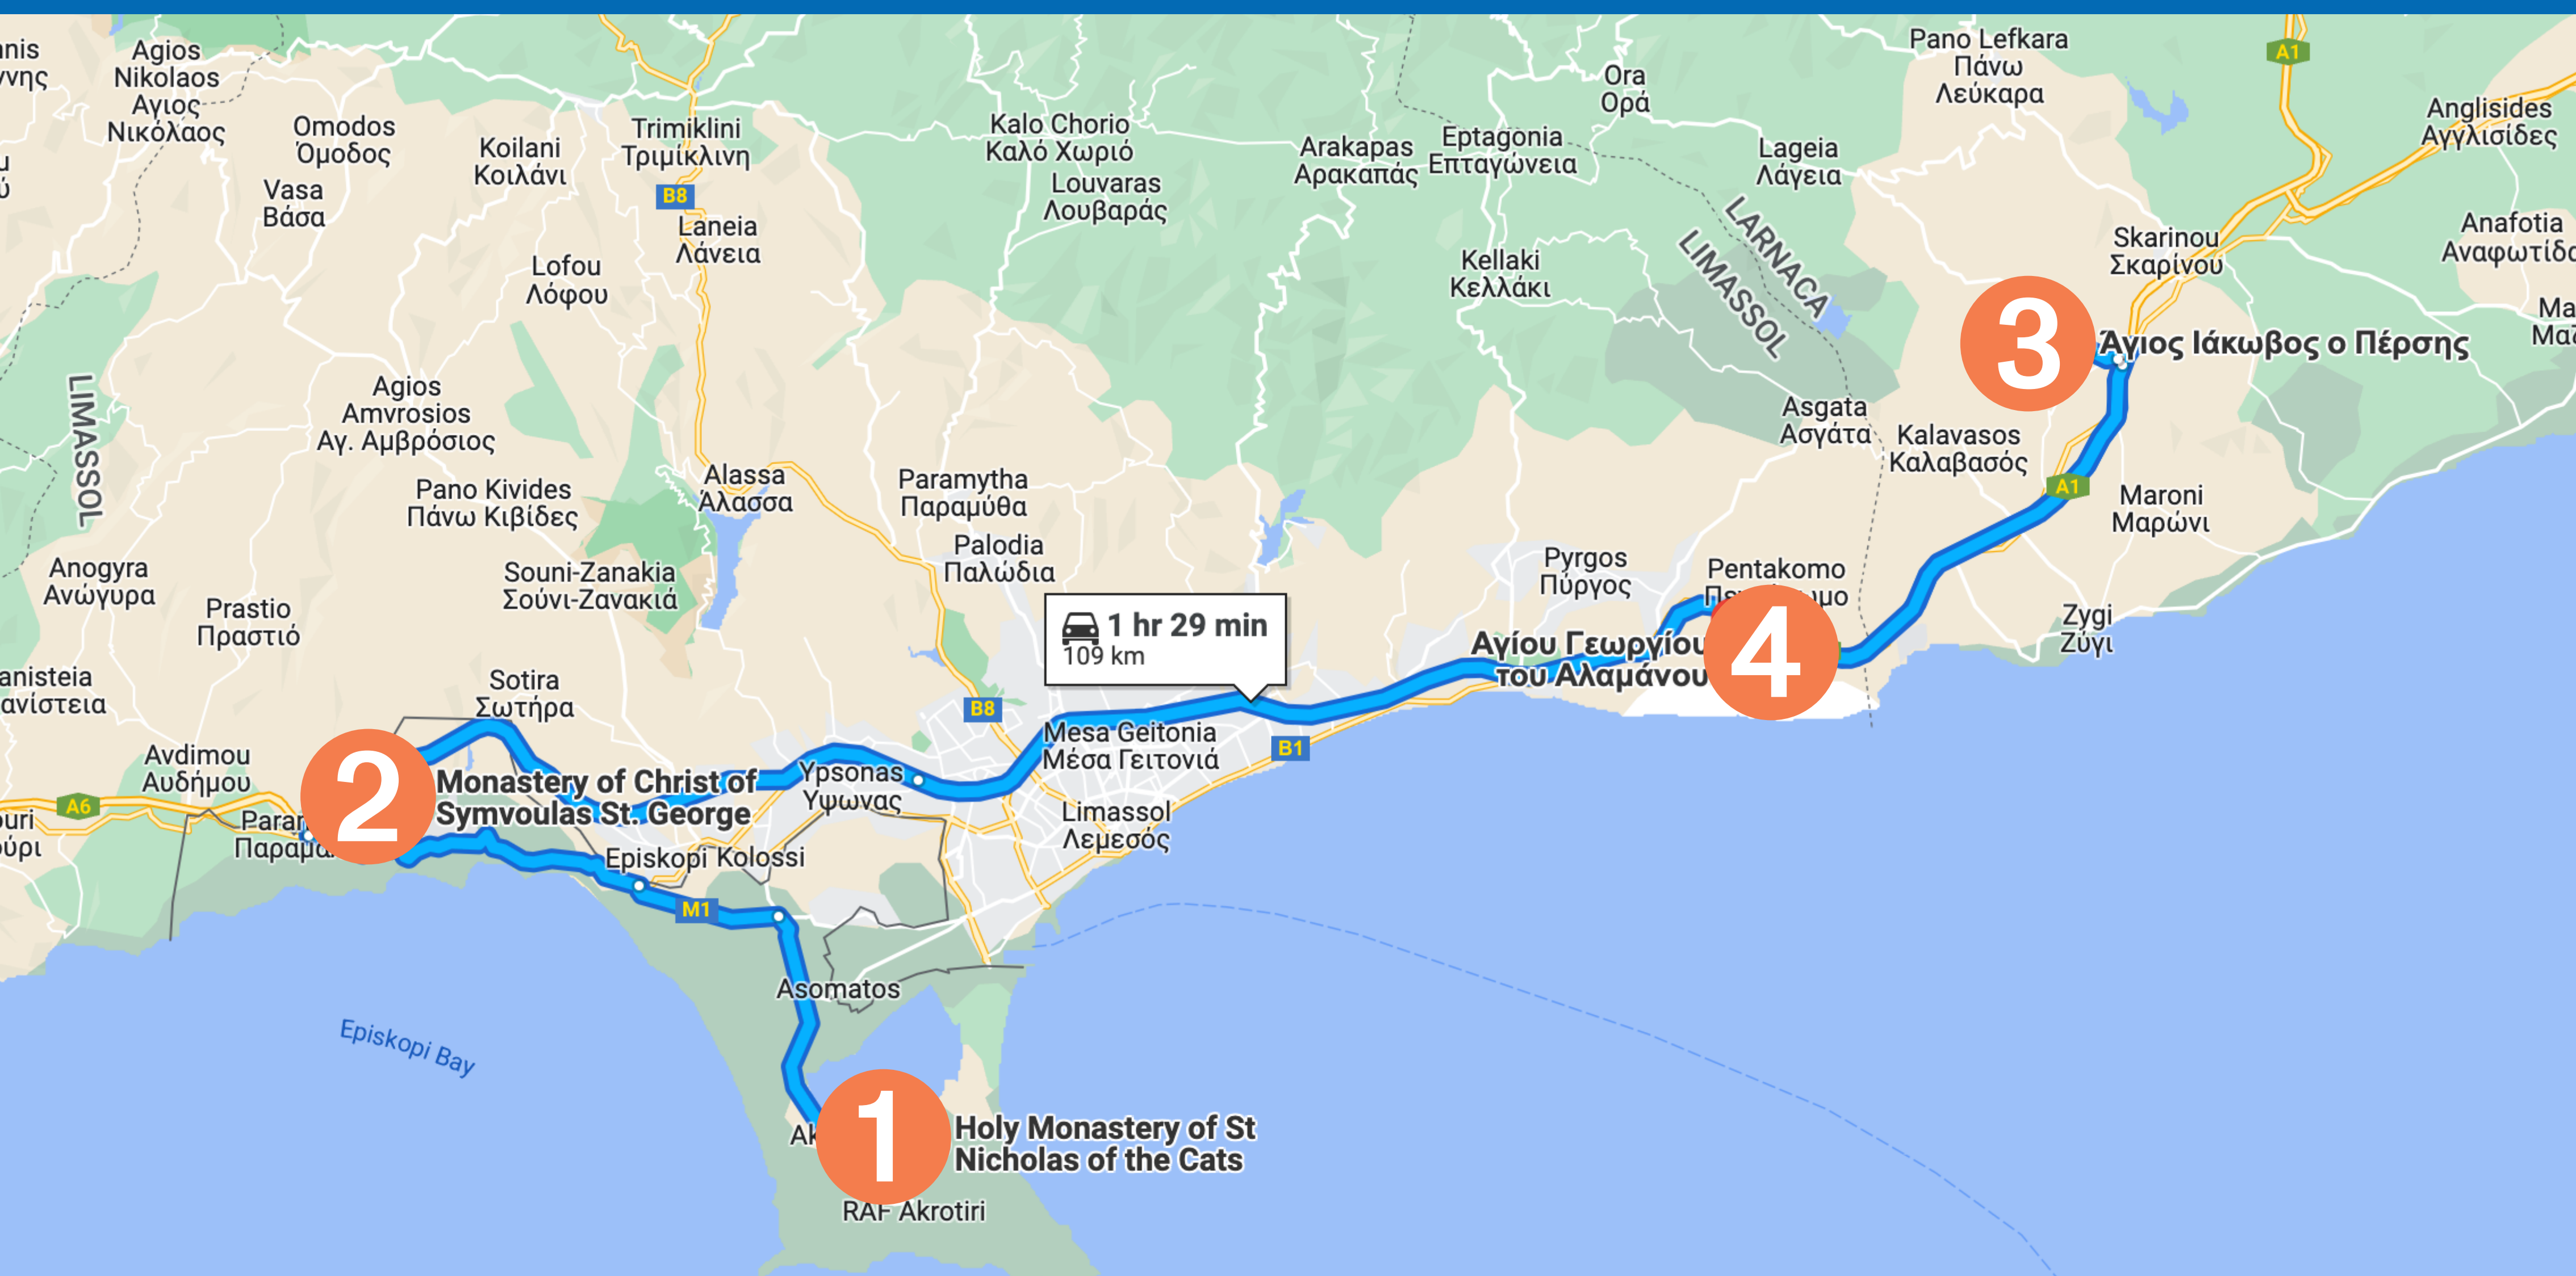 Agios
Nikolaos
Αγιος
Νικόλαος
Omodos
Όμοδος
Vasa
Βάσα
Koilani
Κοιλάνι
Trimiklini
Τριμίκλινη
B8
Laneia
Λάνεια
Lofou
Λόφου
Kalo Chorio
Καλό Χωριό
Louvaras
Λουβαράς
Arakapas
Αρακαπάς
Eptagonia
Επταγώνεια
Ora
Ορά
Lageia
Λάγεια
Pano Lefkara
Πάνω
Λεύκαρα
A1
Anglisides
Αγγλισίδες
Anafotia
Skarinou
Σκαρίνου
Kellaki
Κελλάκι
LARNACA
LIMASSOL
3
Άγιος Ιάκωβος ο Πέρσης
LIMASSOL
Agios
Amvrosios
Αγ. Αμβρόσιος
Pano Kivides
Πάνω Κιβίδες
Alassa
Άλασσα
Paramytha
Παραμύθα
Palodia
Παλώδια
Asgata
Ασγάτα
Kalavasos
Καλαβασός
A1
Maroni
Μαρώνι
Anogyra
Ανώγυρα
Prastio
Πραστιό
Souni-Zanakia
Σούνι-Ζανακιά
Pyrgos
Πύργος
Pentakomo
Zygi
Ζύγι
1 hr 29 min
109 km
Αγίου Γεωργίου
του Αλαμάνου
4
Sotira
Σωτήρα
B8
Mesa Geitonia
Μέσα Γειτονιά
B1
Avdimou
Αυδήμου
A6
2
Monastery of Christ of
Symvoulas St. George
Ypsonas
Υψωνας
Limassol
Λεμεσός
Episkopi Kolossi
M1
Asomatos
Episkopi Bay
1
Holy Monastery of St
Nicholas of the Cats
RAF Akrotiri